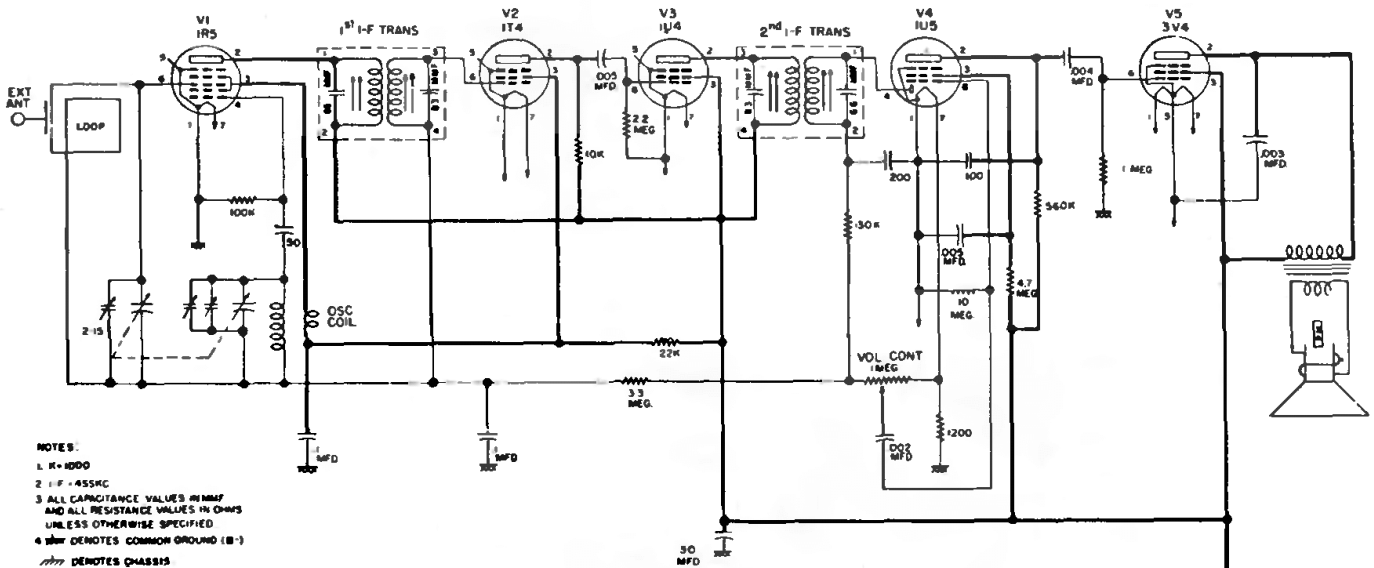 V1
1R5
1st I-F TRANS
V2
1T4
V3
1U4
2nd I-F TRANS
V4
1U5
V5
3V4
EXT
ANT
LOOP
.005
MFD
2.2
MEG
10K
100K
50
200
100
.004
MFD
1 MEG
.003
MFD.
560K
.005
MFD.
4.7
MEG
10
MEG.
2-15
OSC
COIL
22K
VOL CONT
1 MEG
3.3
MEG.
.002
MFD
1200
MFD
MFD
30
MFD
NOTES:
1. K=1000
2 I-F = 455KC
3 ALL CAPACITANCE VALUES IN MMF
AND ALL RESISTANCE VALUES IN OHMS
UNLESS OTHERWISE SPECIFIED
4 DENOTES COMMON GROUND (B-)
DENOTES CHASSIS